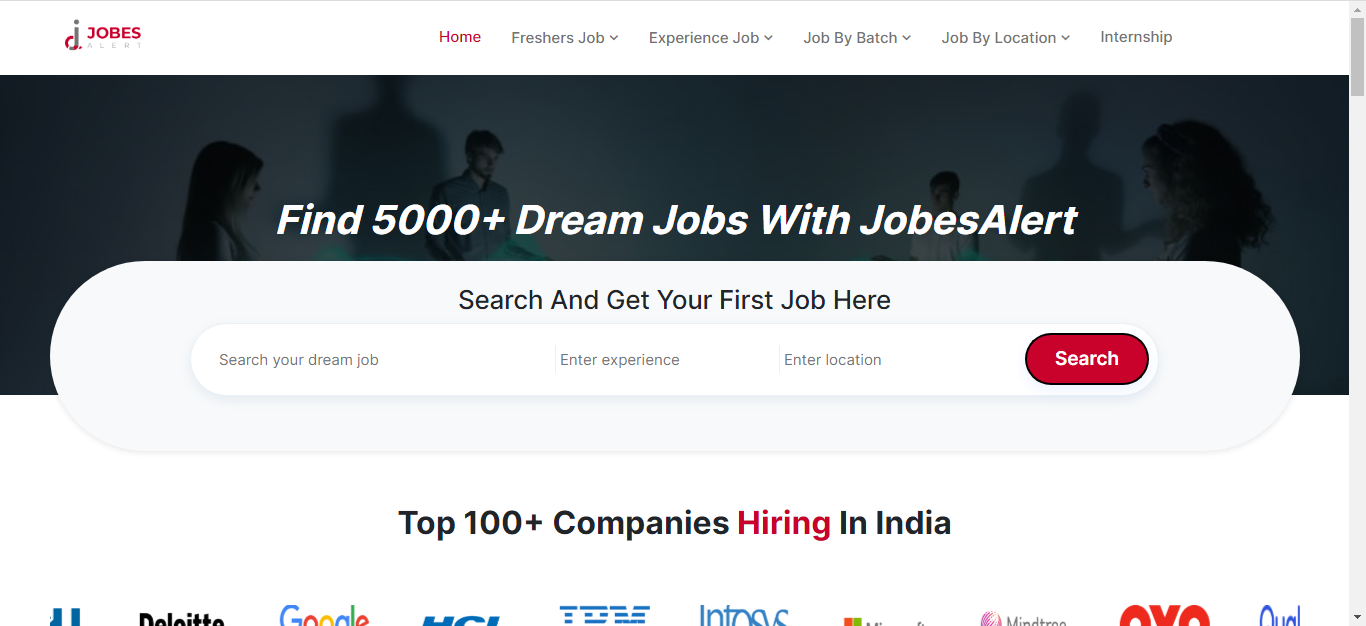 JOBES
ALERT
Home Freshers Job Experience Job Job By Batch Job By Location Internship
Find 5000+ Dream Jobs With JobesAlert
Search And Get Your First Job Here
Search your dream job Enter experience Enter location Search
Top 100+ Companies Hiring In India
Deloitte Google HCL IBM Infosys Microsoft Mindtree OYO Qual